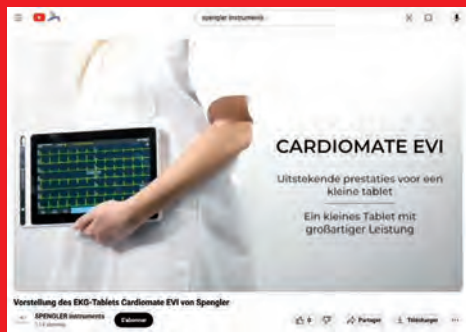 spengler instruments
CARDIOMATE EVI
Uitstekende prestaties voor een
kleine tablet
Ein kleines Tablet mit
großartiger Leistung
Vorstellung des EKG-Tablets Cardiomate EVI von Spengler
SPENGLER instruments
S'abonner
Partager
Télécharger